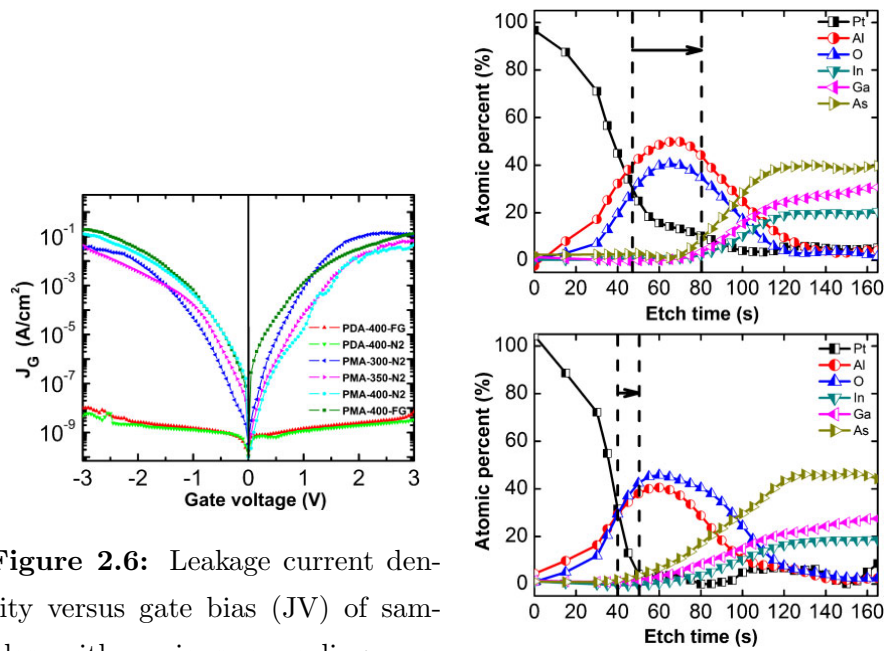 10^-1
10^-3
10^-5
10^-7
10^-9
J_G (A/cm^2)
PDA-400-FG
PDA-400-N2
PMA-300-N2
PMA-350-N2
PMA-400-N2
PMA-400-FG
-3 -2 -1 0 1 2 3
Gate voltage (V)
igure 2.6: Leakage current den-
ity versus gate bias (JV) of sam-
100
80
60
40
20
0
Atomic percent (%)
Pt
Al
O
In
Ga
As
0 20 40 60 80 100 120 140 160
Etch time (s)
100
80
60
40
20
0
Atomic percent (%)
Pt
Al
O
In
Ga
As
0 20 40 60 80 100 120 140 160
Etch time (s)